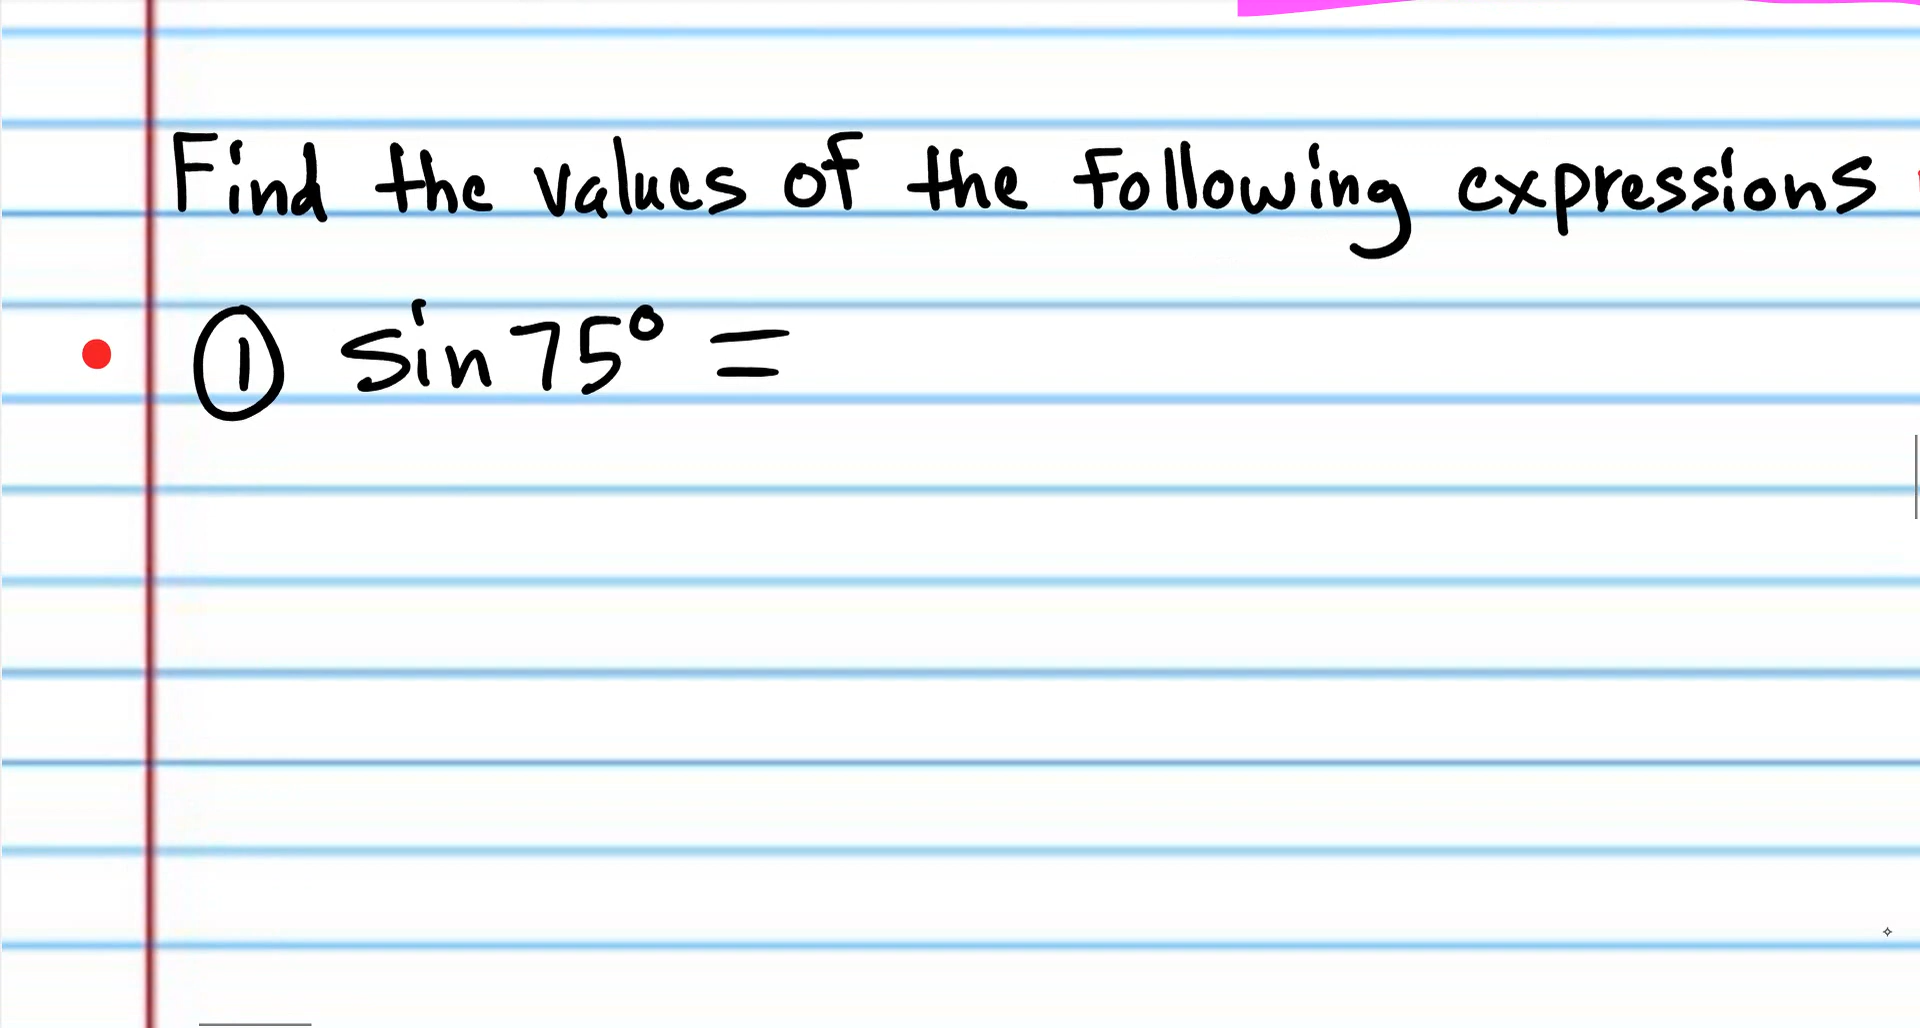 Find the values of the following expressions
① sin 75° =